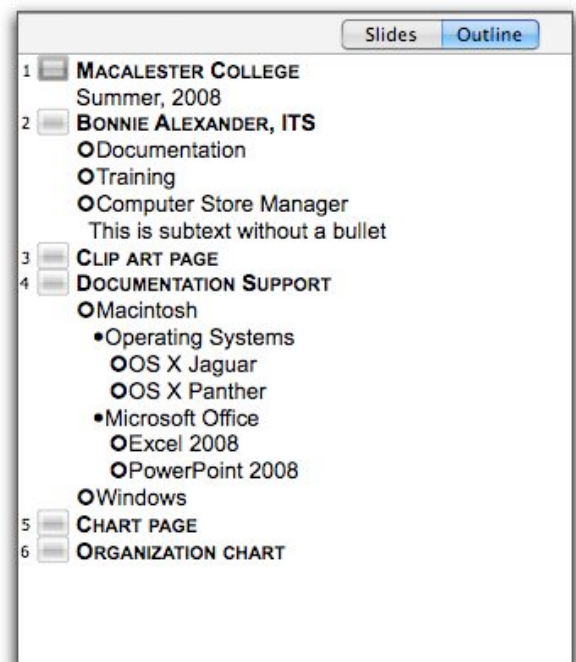 Slides Outline
1 MACALESTER COLLEGE
Summer, 2008
2 BONNIE ALEXANDER, ITS
Documentation
Training
Computer Store Manager
This is subtext without a bullet
3 CLIP ART PAGE
4 DOCUMENTATION SUPPORT
Macintosh
•Operating Systems
OS X Jaguar
OS X Panther
•Microsoft Office
Excel 2008
PowerPoint 2008
Windows
5 CHART PAGE
6 ORGANIZATION CHART